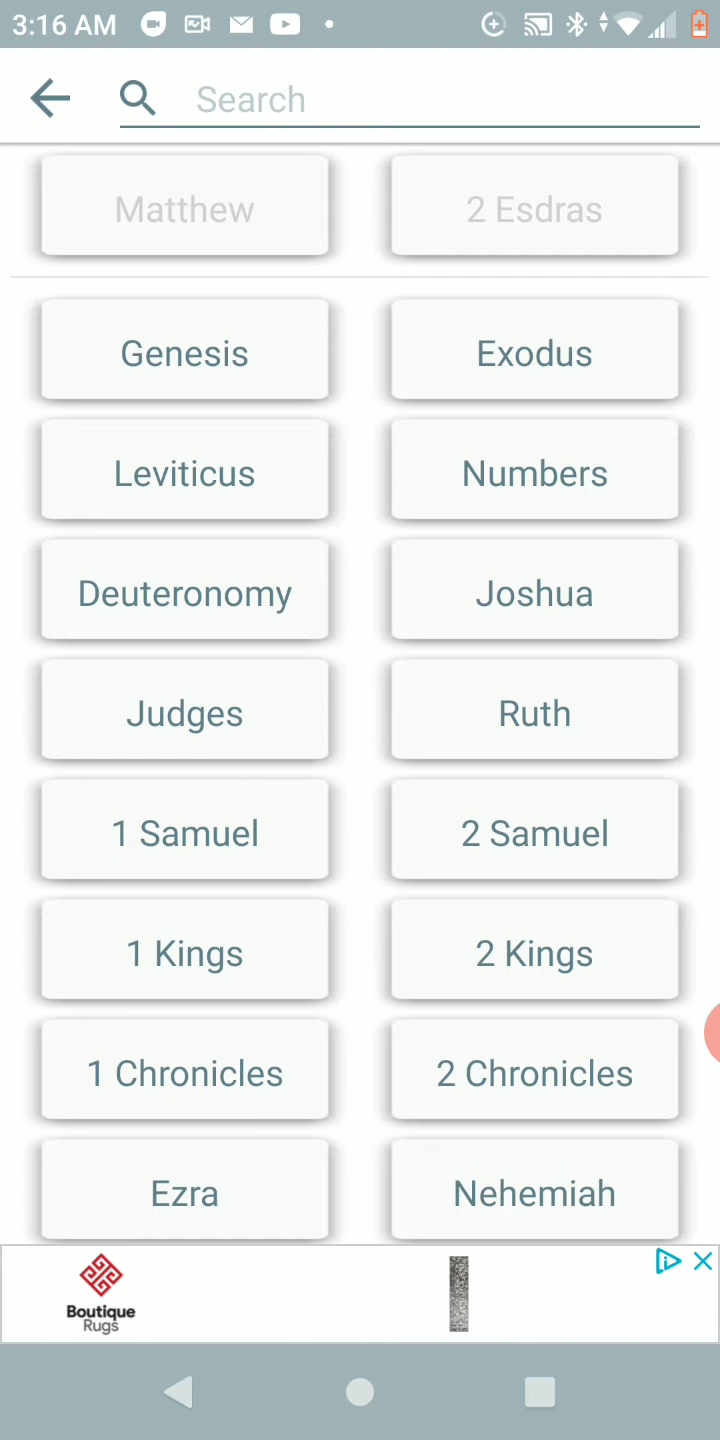 3:16 AM
Search
Matthew
2 Esdras
Genesis
Exodus
Leviticus
Numbers
Deuteronomy
Joshua
Judges
Ruth
1 Samuel
2 Samuel
1 Kings
2 Kings
1 Chronicles
2 Chronicles
Ezra
Nehemiah
Boutique
Rugs